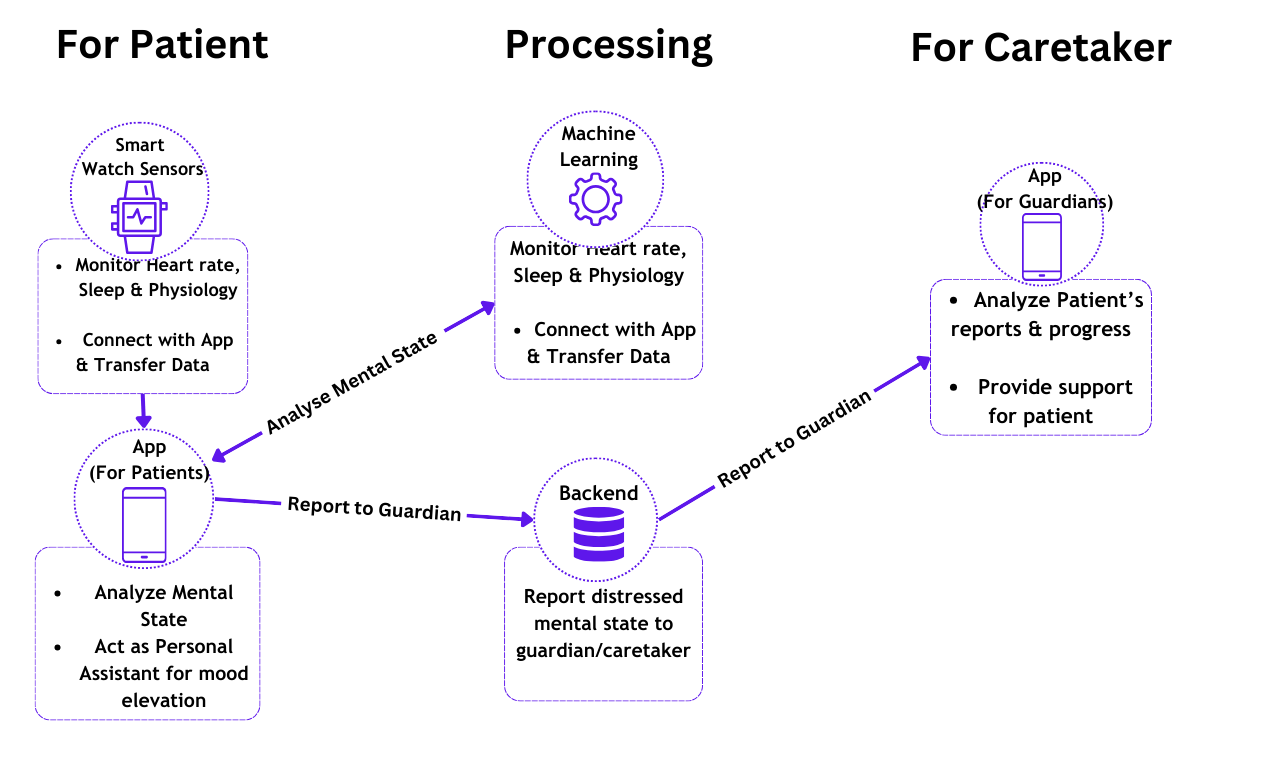 For Patient
Processing
For Caretaker
Smart
Watch Sensors
• Monitor Heart rate,
Sleep & Physiology
• Connect with App
& Transfer Data
App
(For Patients)
• Analyze Mental
State
• Act as Personal
Assistant for mood
elevation
Analyse Mental State
Report to Guardian
Machine
Learning
Monitor Heart rate,
Sleep & Physiology
• Connect with App
& Transfer Data
Backend
Report distressed
mental state to
guardian/caretaker
Report to Guardian
App
(For Guardians)
• Analyze Patient’s
reports & progress
• Provide support
for patient